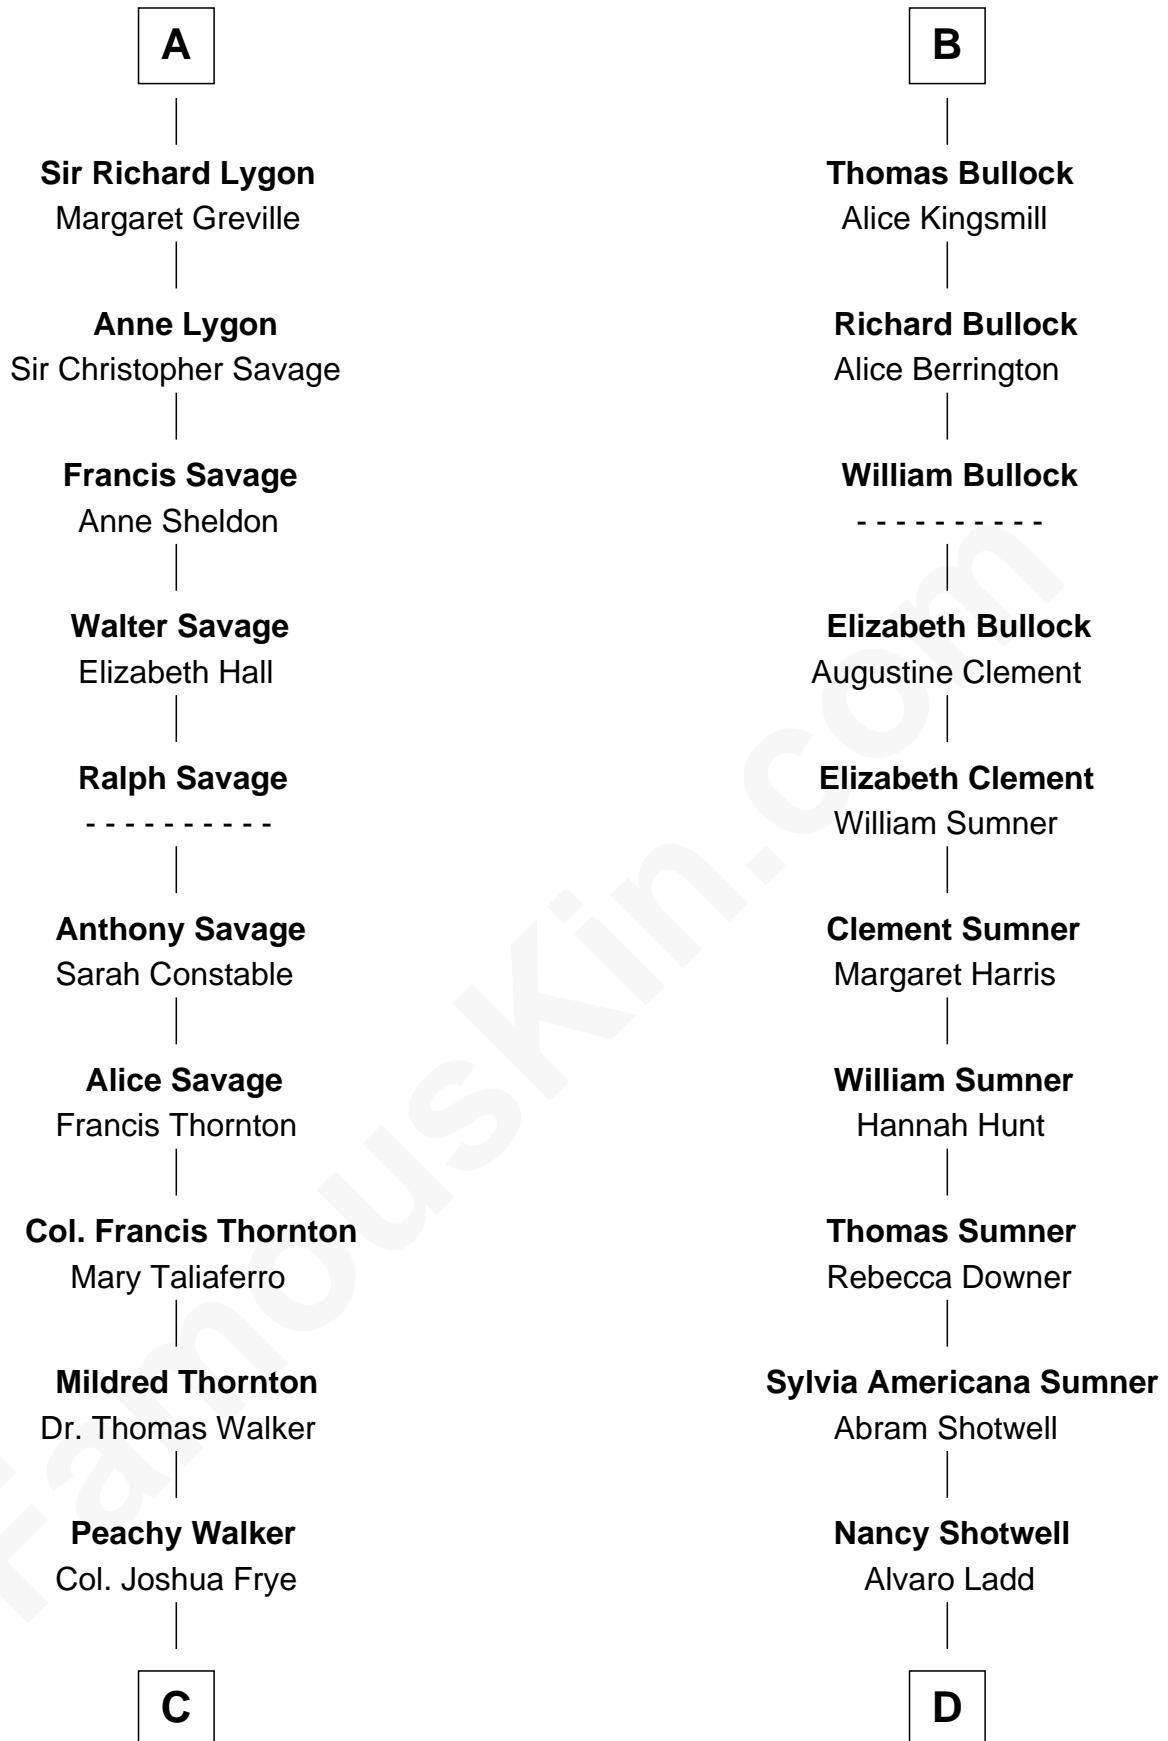 A
Sir Richard Lygon
Margaret Greville
Anne Lygon
Sir Christopher Savage
Francis Savage
Anne Sheldon
Walter Savage
Elizabeth Hall
Ralph Savage
- - - - - - - - - -
Anthony Savage
Sarah Constable
Alice Savage
Francis Thornton
Col. Francis Thornton
Mary Taliaferro
Mildred Thornton
Dr. Thomas Walker
Peachy Walker
Col. Joshua Frye
C
B
Thomas Bullock
Alice Kingsmill
Richard Bullock
Alice Berrington
William Bullock
- - - - - - - - - -
Elizabeth Bullock
Augustine Clement
Elizabeth Clement
William Sumner
Clement Sumner
Margaret Harris
William Sumner
Hannah Hunt
Thomas Sumner
Rebecca Downer
Sylvia Americana Sumner
Abram Shotwell
Nancy Shotwell
Alvaro Ladd
D
FamousKin.com